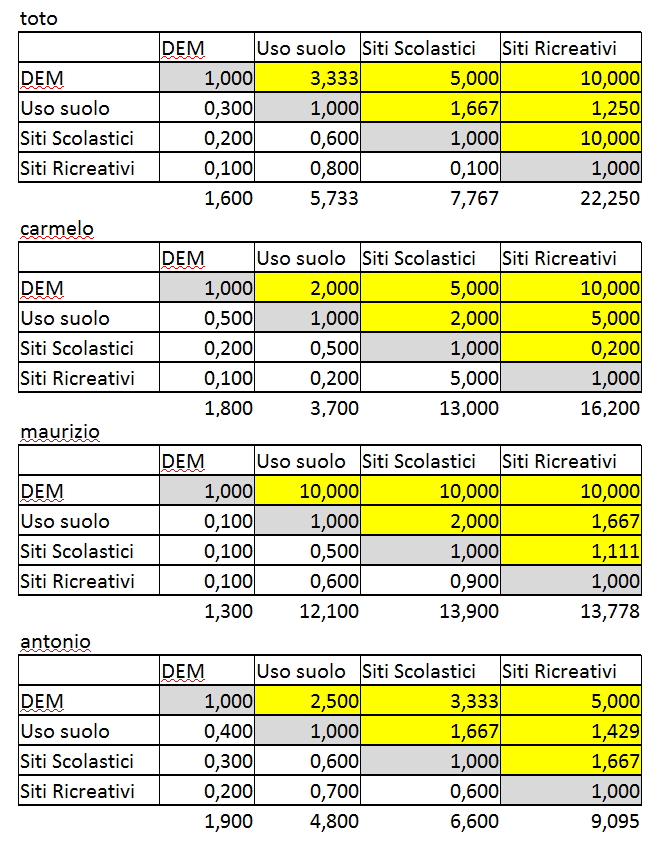 toto
DEM Uso suolo Siti Scolastici Siti Ricreativi
DEM 1,000 3,333 5,000 10,000
Uso suolo 0,300 1,000 1,667 1,250
Siti Scolastici 0,200 0,600 1,000 10,000
Siti Ricreativi 0,100 0,800 0,100 1,000
1,600 5,733 7,767 22,250
carmelo
DEM Uso suolo Siti Scolastici Siti Ricreativi
DEM 1,000 2,000 5,000 10,000
Uso suolo 0,500 1,000 2,000 5,000
Siti Scolastici 0,200 0,500 1,000 0,200
Siti Ricreativi 0,100 0,200 5,000 1,000
1,800 3,700 13,000 16,200
maurizio
DEM Uso suolo Siti Scolastici Siti Ricreativi
DEM 1,000 10,000 10,000 10,000
Uso suolo 0,100 1,000 2,000 1,667
Siti Scolastici 0,100 0,500 1,000 1,111
Siti Ricreativi 0,100 0,600 0,900 1,000
1,300 12,100 13,900 13,778
antonio
DEM Uso suolo Siti Scolastici Siti Ricreativi
DEM 1,000 2,500 3,333 5,000
Uso suolo 0,400 1,000 1,667 1,429
Siti Scolastici 0,300 0,600 1,000 1,667
Siti Ricreativi 0,200 0,700 0,600 1,000
1,900 4,800 6,600 9,095